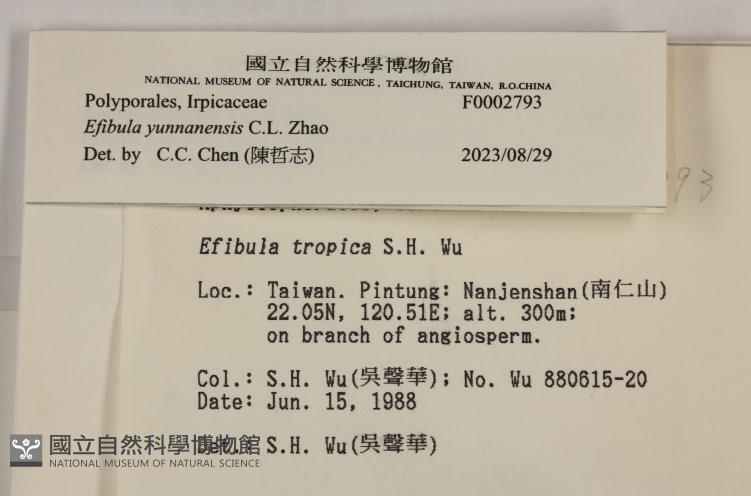 國立自然科學博物館
NATIONAL MUSEUM OF NATURAL SCIENCE, TAICHUNG, TAIWAN, R.O.CHINA
Polyporales, Irpicaceae F0002793
Efibula yunnanensis C.L. Zhao
Det. by C.C. Chen (陳哲志) 2023/08/29
93
Efibula tropica S.H. Wu
Loc.: Taiwan. Pintung: Nanjenshan(南仁山)
22.05N, 120.51E; alt. 300m;
on branch of angiosperm.
Col.: S.H. Wu(吳聲華); No. Wu 880615-20
Date: Jun. 15, 1988
Det.: S.H. Wu(吳聲華)
國立自然科學博物館
NATIONAL MUSEUM OF NATURAL SCIENCE